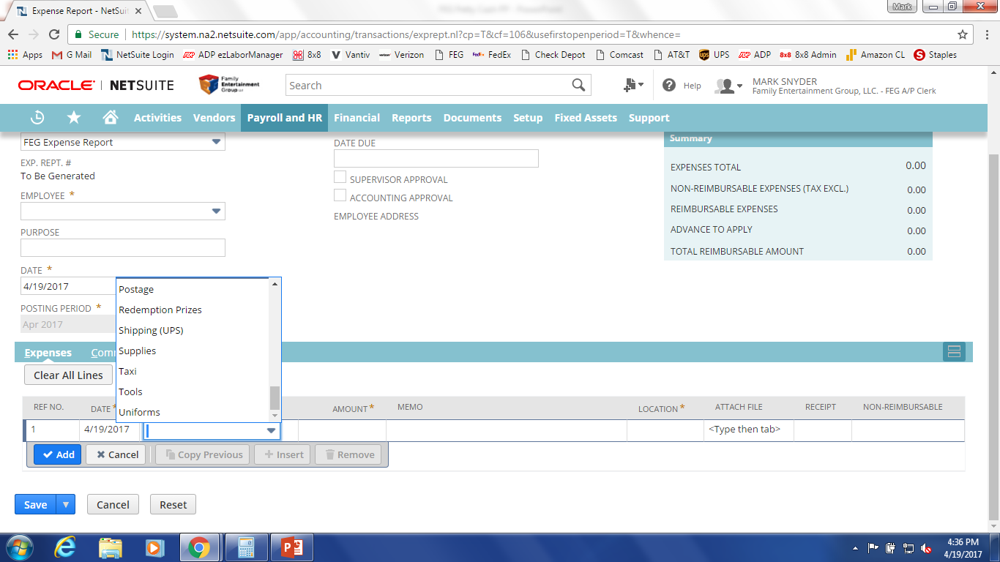 Expense Report - NetSuit
Mark
Secure https://system.na2.netsuite.com/app/accounting/transactions/exprept.nl?cp=T&cf=106&usefirstopenperiod=T&whence=
Apps G Mail NetSuite Login ADP ezLaborManager 8x8 Vantiv Verizon FEG FedEx Check Depot Comcast AT&T UPS ADP 8x8 Admin Amazon CL Staples
ORACLE | NETSUITE Family Entertainment Group LLC Search Help MARK SNYDER
Family Entertainment Group, LLC. - FEG A/P Clerk
Activities Vendors Payroll and HR Financial Reports Documents Setup Fixed Assets Support
FEG Expense Report
EXP. REPT. #
To Be Generated
EMPLOYEE *
PURPOSE
DATE *
4/19/2017
POSTING PERIOD *
Apr 2017
DATE DUE
SUPERVISOR APPROVAL
ACCOUNTING APPROVAL
EMPLOYEE ADDRESS
Summary
EXPENSES TOTAL 0.00
NON-REIMBURSABLE EXPENSES (TAX EXCL.) 0.00
REIMBURSABLE EXPENSES 0.00
ADVANCE TO APPLY 0.00
TOTAL REIMBURSABLE AMOUNT 0.00
Postage
Redemption Prizes
Shipping (UPS)
Supplies
Taxi
Tools
Uniforms
Expenses Com
Clear All Lines
REF NO. DATE * AMOUNT * MEMO LOCATION * ATTACH FILE RECEIPT NON-REIMBURSABLE
1 4/19/2017 <Type then tab>
Add Cancel Copy Previous Insert Remove
Save Cancel Reset
4:36 PM
4/19/2017